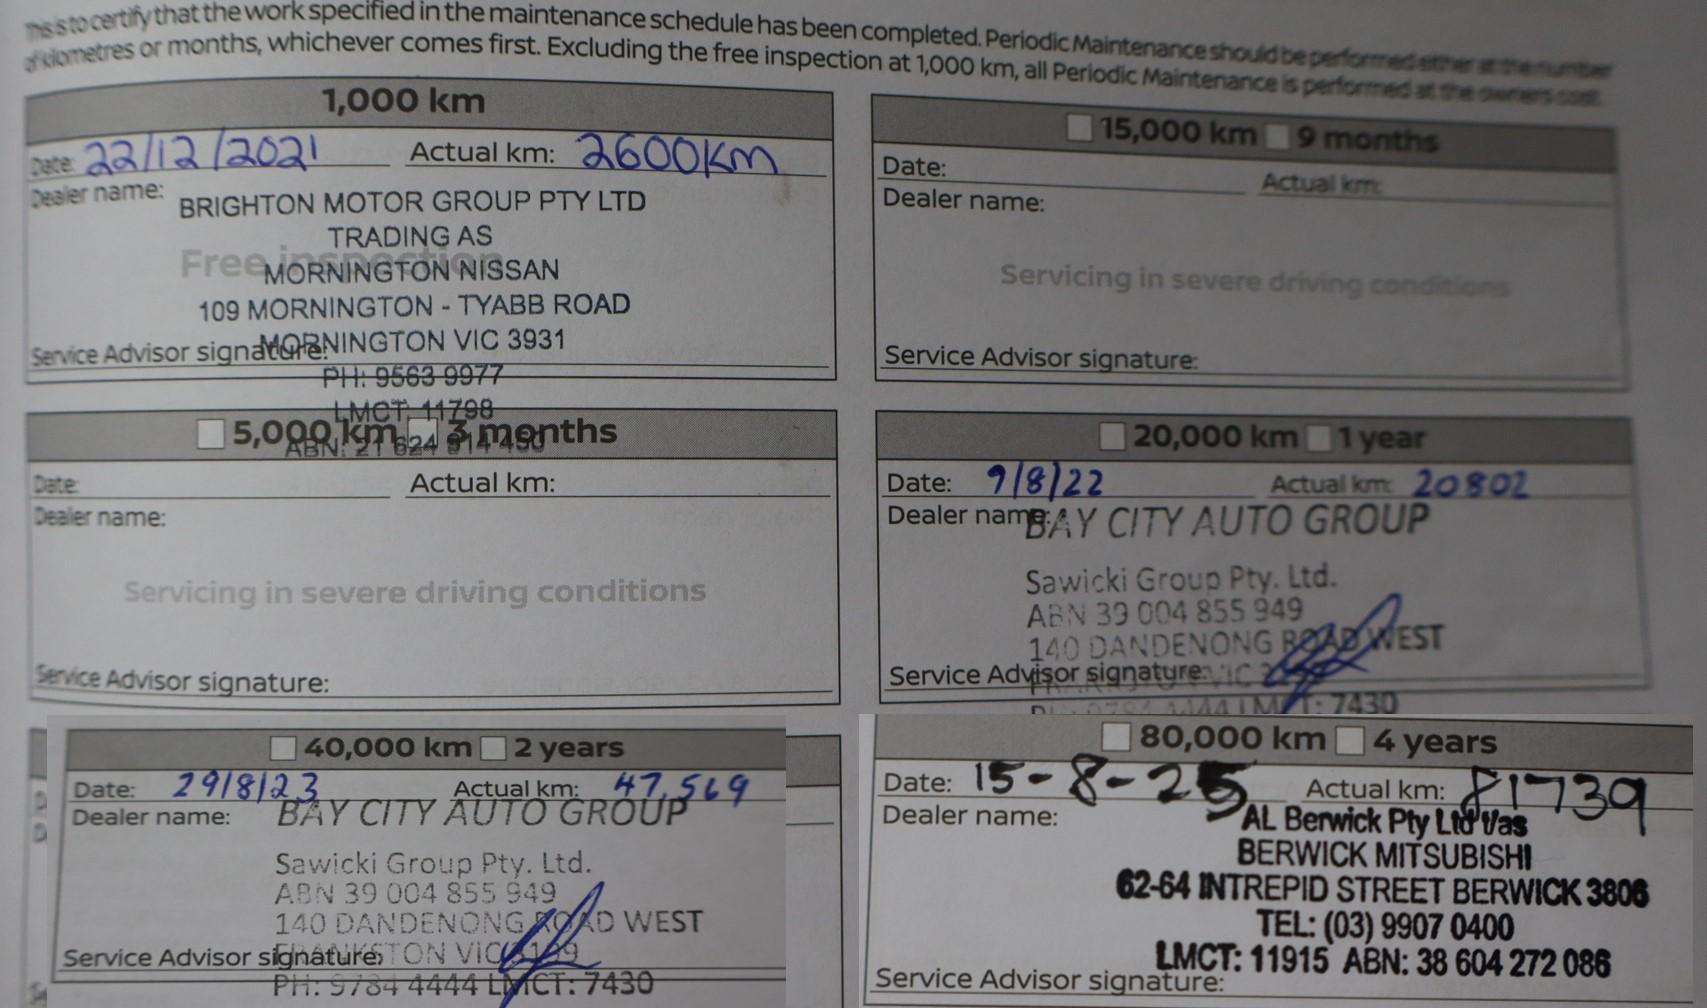 This is to certify that the work specified in the maintenance schedule has been completed. Periodic Maintenance should be performed either at the number
of kilometres or months, whichever comes first. Excluding the free inspection at 1,000 km, all Periodic Maintenance is performed at the owners cost.
1,000 km
Date: 22/12/2021 Actual km: 2600KM
Dealer name:
BRIGHTON MOTOR GROUP PTY LTD
TRADING AS
Free inspection
MORNINGTON NISSAN
109 MORNINGTON - TYABB ROAD
MORNINGTON VIC 3931
Service Advisor signature:
PH: 9563 9977
LMCT: 11798
ABN: 21 624 914 450
15,000 km 9 months
Date: Actual km:
Dealer name:
Servicing in severe driving conditions
Service Advisor signature:
5,000 km 3 months
Date: Actual km:
Dealer name:
Servicing in severe driving conditions
Service Advisor signature:
20,000 km 1 year
Date: 9/8/22 Actual km: 20802
Dealer name:
BAY CITY AUTO GROUP
Sawicki Group Pty. Ltd.
ABN 39 004 855 949
140 DANDENONG ROAD WEST
Service Advisor signature:
VIC
LMCT: 7430
40,000 km 2 years
Date: 29/8/23 Actual km: 47,569
Dealer name:
BAY CITY AUTO GROUP
Sawicki Group Pty. Ltd.
ABN 39 004 855 949
140 DANDENONG ROAD WEST
FRANKSTON VIC
Service Advisor signature:
PH: 9784 4444 LMCT: 7430
80,000 km 4 years
Date: 15-8-25 Actual km: 81739
Dealer name:
AL Berwick Pty Ltd t/as
BERWICK MITSUBISHI
62-64 INTREPID STREET BERWICK 3806
TEL: (03) 9907 0400
LMCT: 11915 ABN: 38 604 272 086
Service Advisor signature: